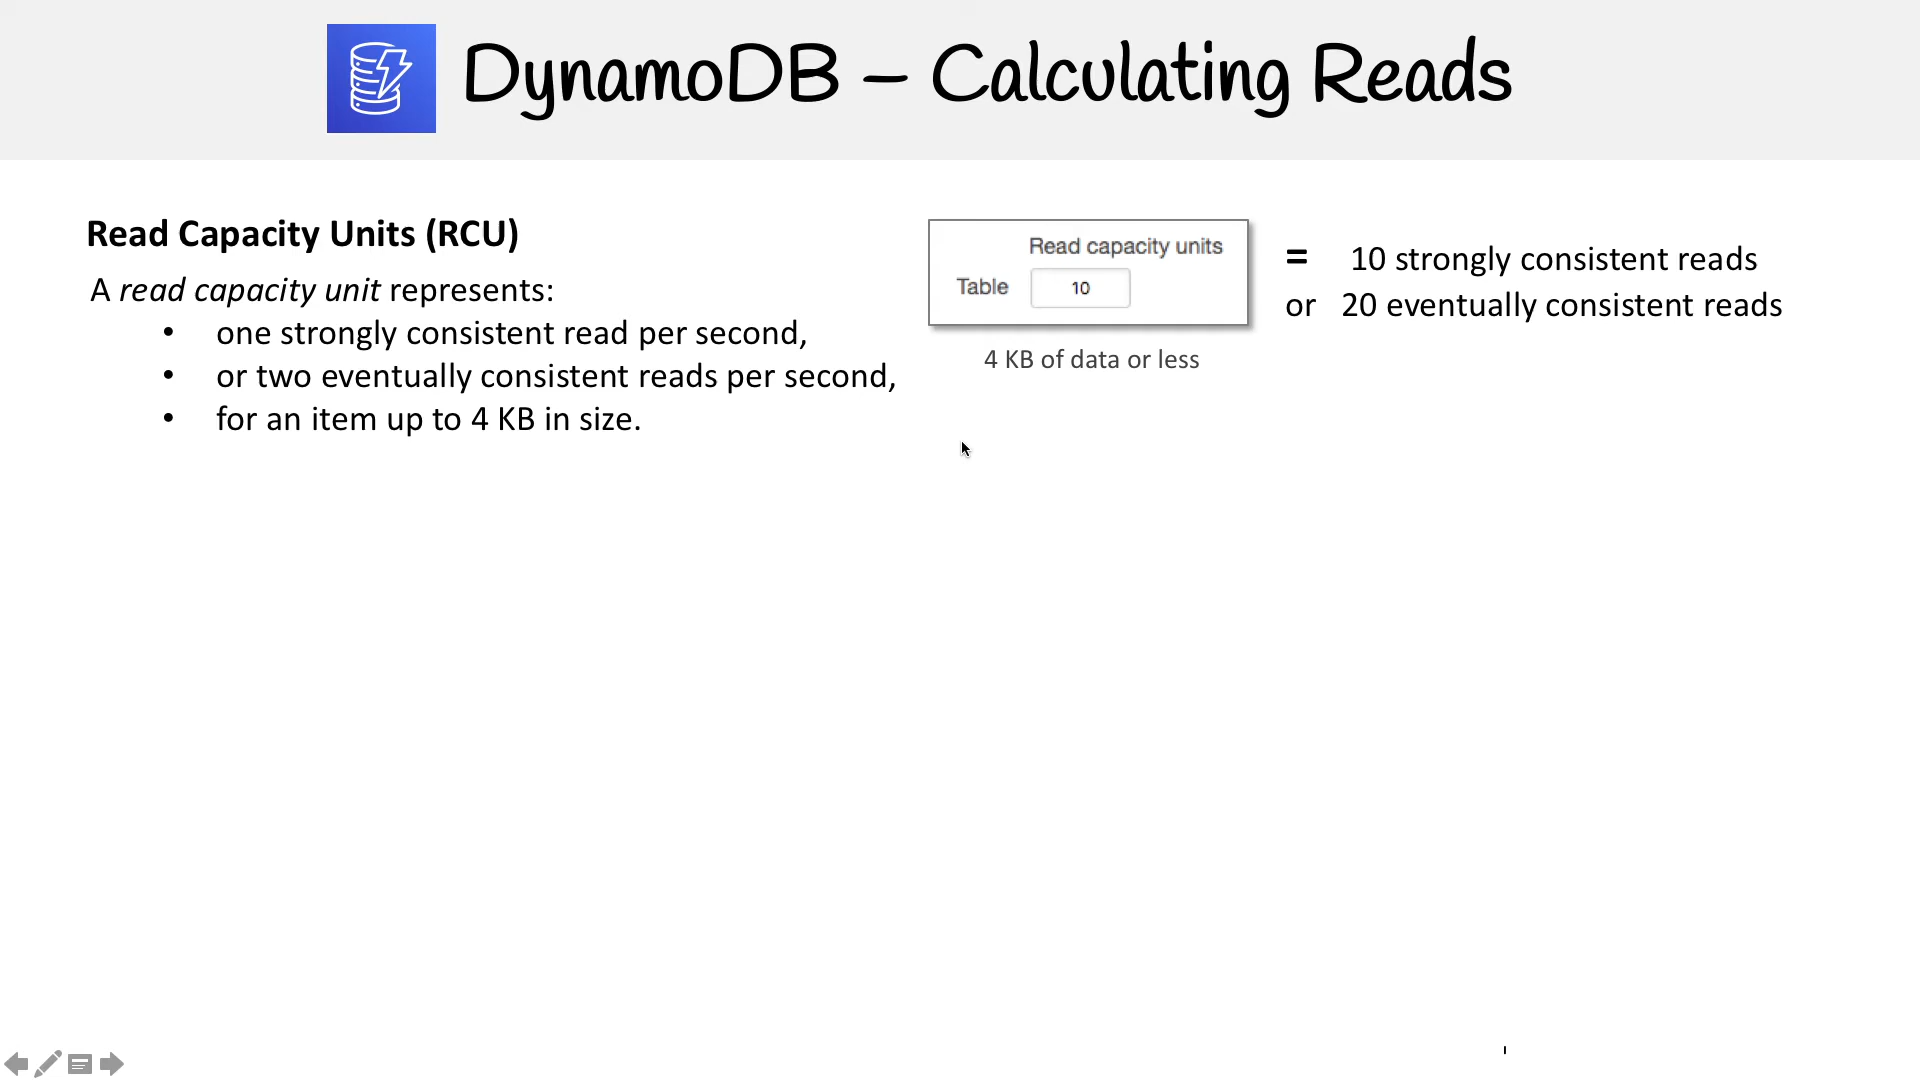 DynamoDB – Calculating Reads
Read Capacity Units (RCU)
A read capacity unit represents:
• one strongly consistent read per second,
• or two eventually consistent reads per second,
• for an item up to 4 KB in size.
Read capacity units
Table 10
4 KB of data or less
= 10 strongly consistent reads
or 20 eventually consistent reads